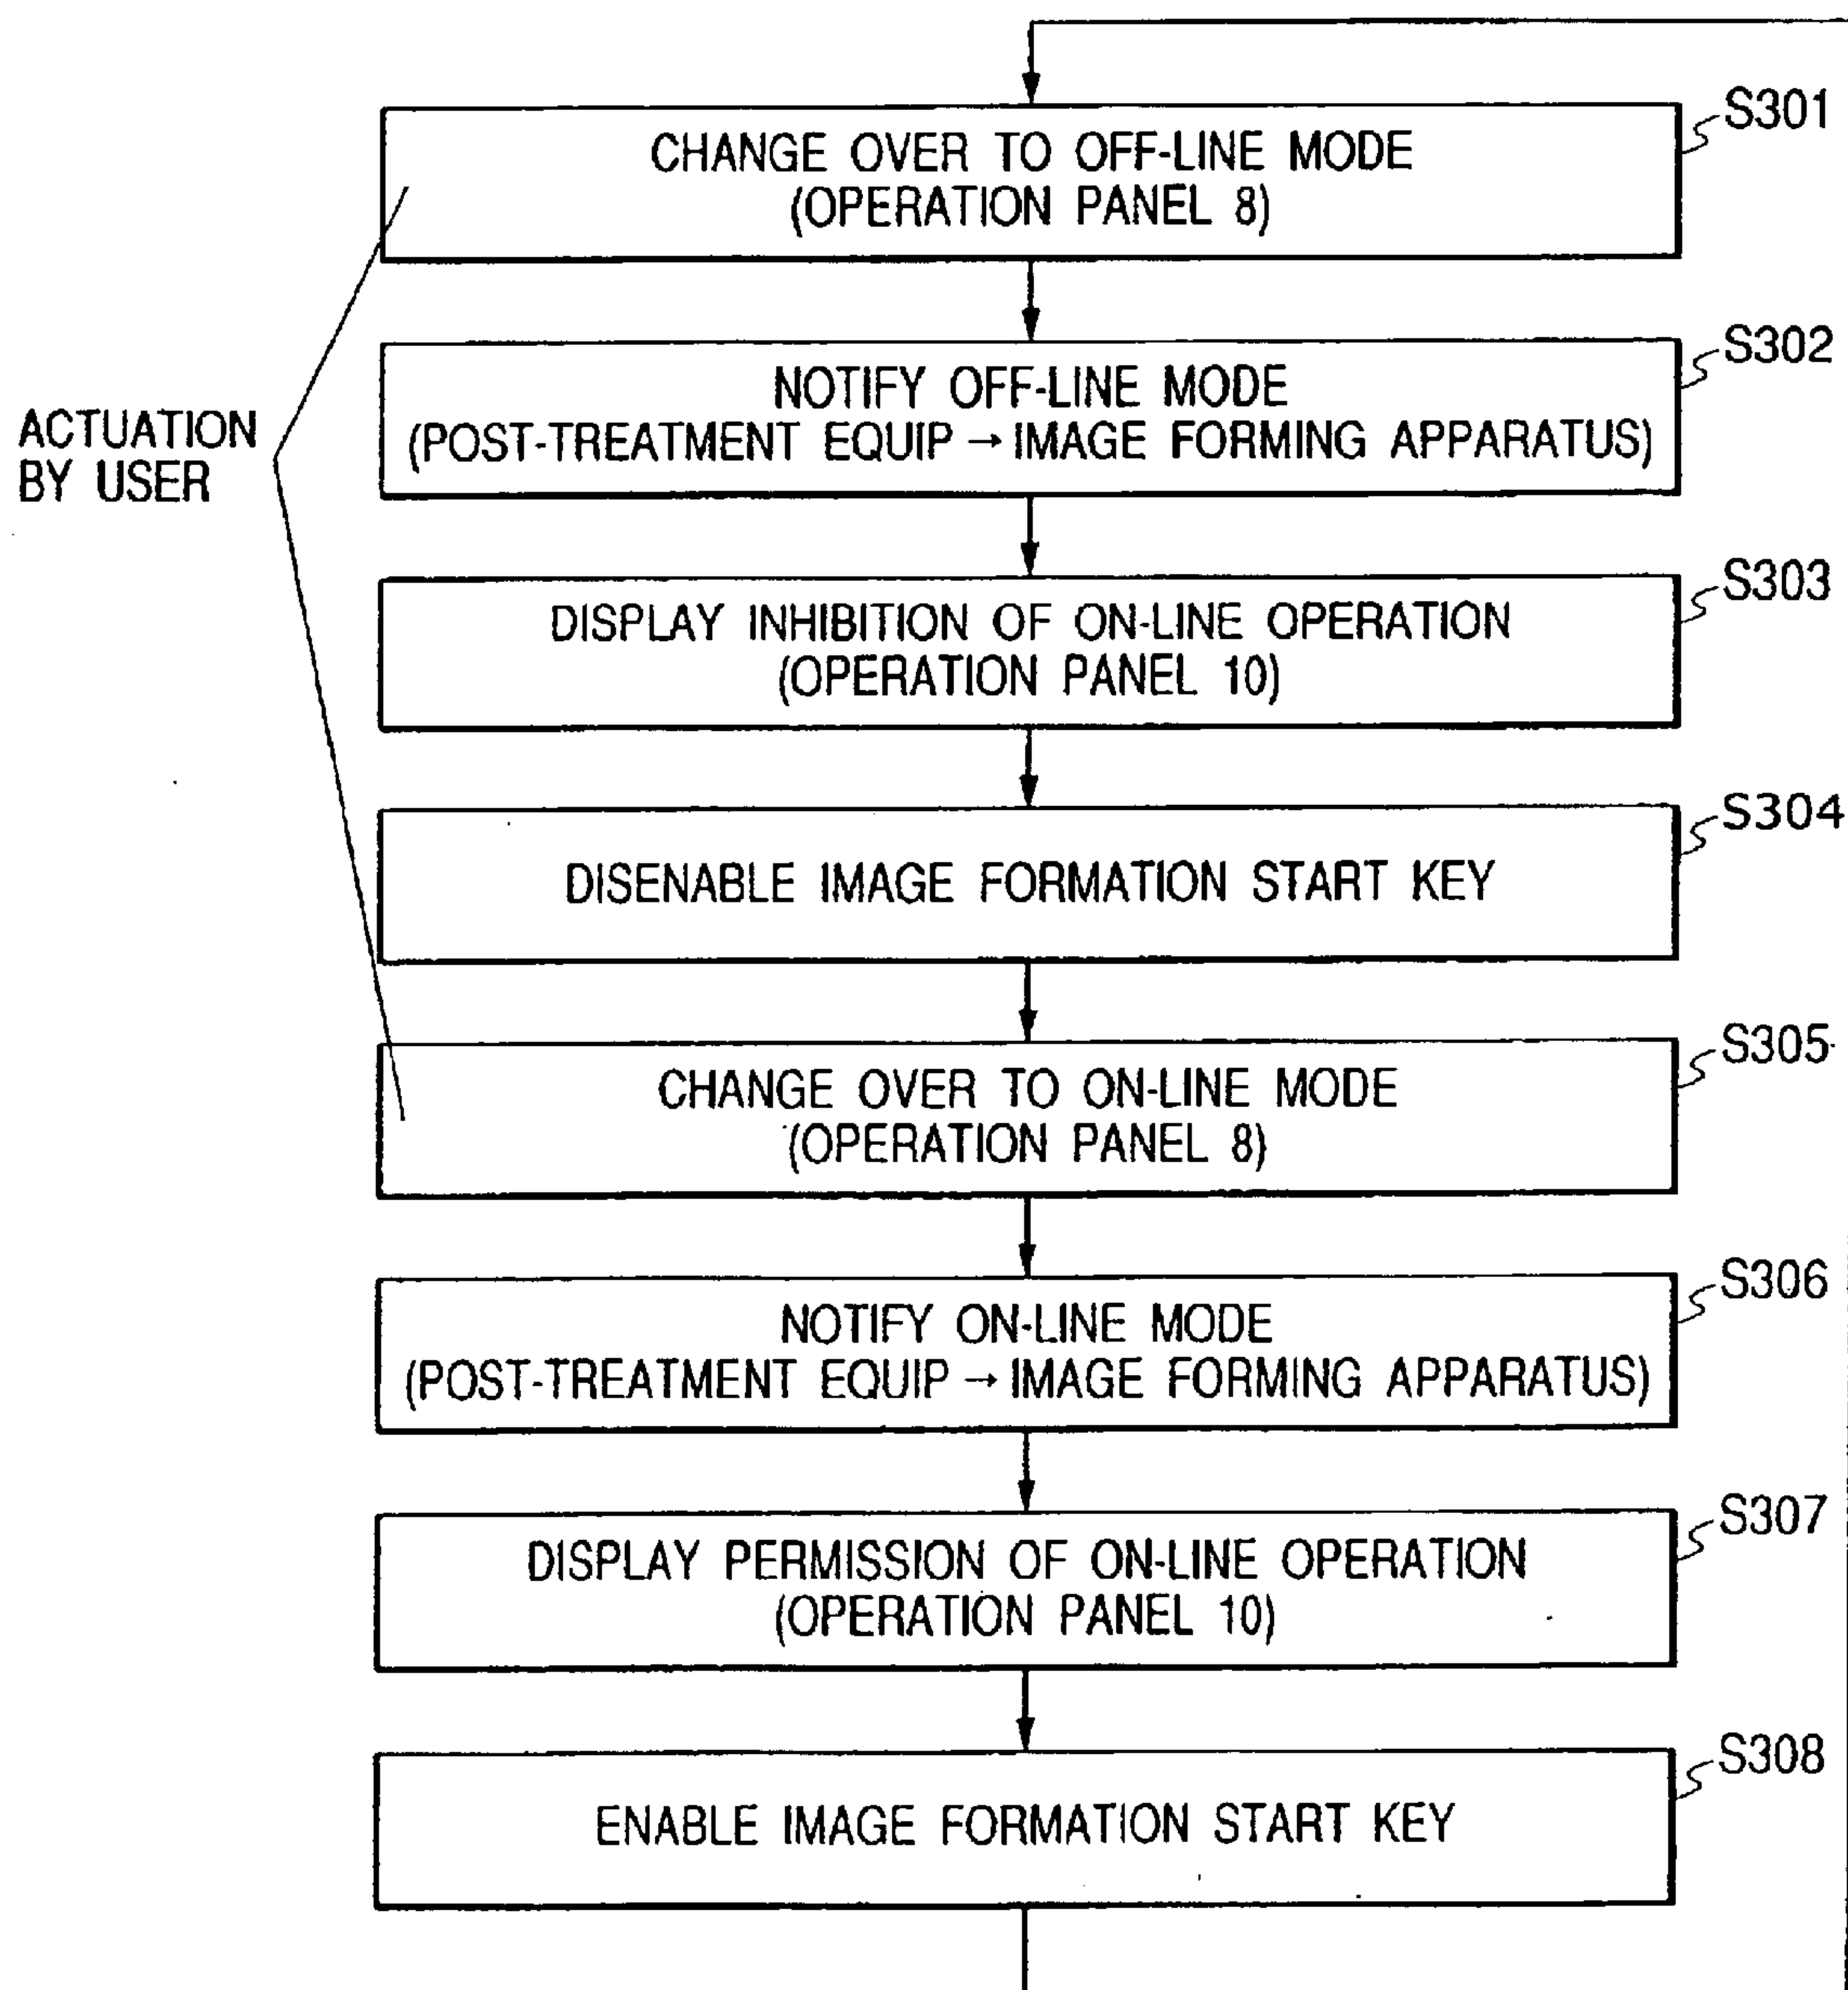 S301
CHANGE OVER TO OFF-LINE MODE
(OPERATION PANEL 8)
S302
NOTIFY OFF-LINE MODE
(POST-TREATMENT EQUIP → IMAGE FORMING APPARATUS)
ACTUATION
BY USER
S303
DISPLAY INHIBITION OF ON-LINE OPERATION
(OPERATION PANEL 10)
S304
DISENABLE IMAGE FORMATION START KEY
S305
CHANGE OVER TO ON-LINE MODE
(OPERATION PANEL 8)
S306
NOTIFY ON-LINE MODE
(POST-TREATMENT EQUIP → IMAGE FORMING APPARATUS)
S307
DISPLAY PERMISSION OF ON-LINE OPERATION
(OPERATION PANEL 10)
S308
ENABLE IMAGE FORMATION START KEY